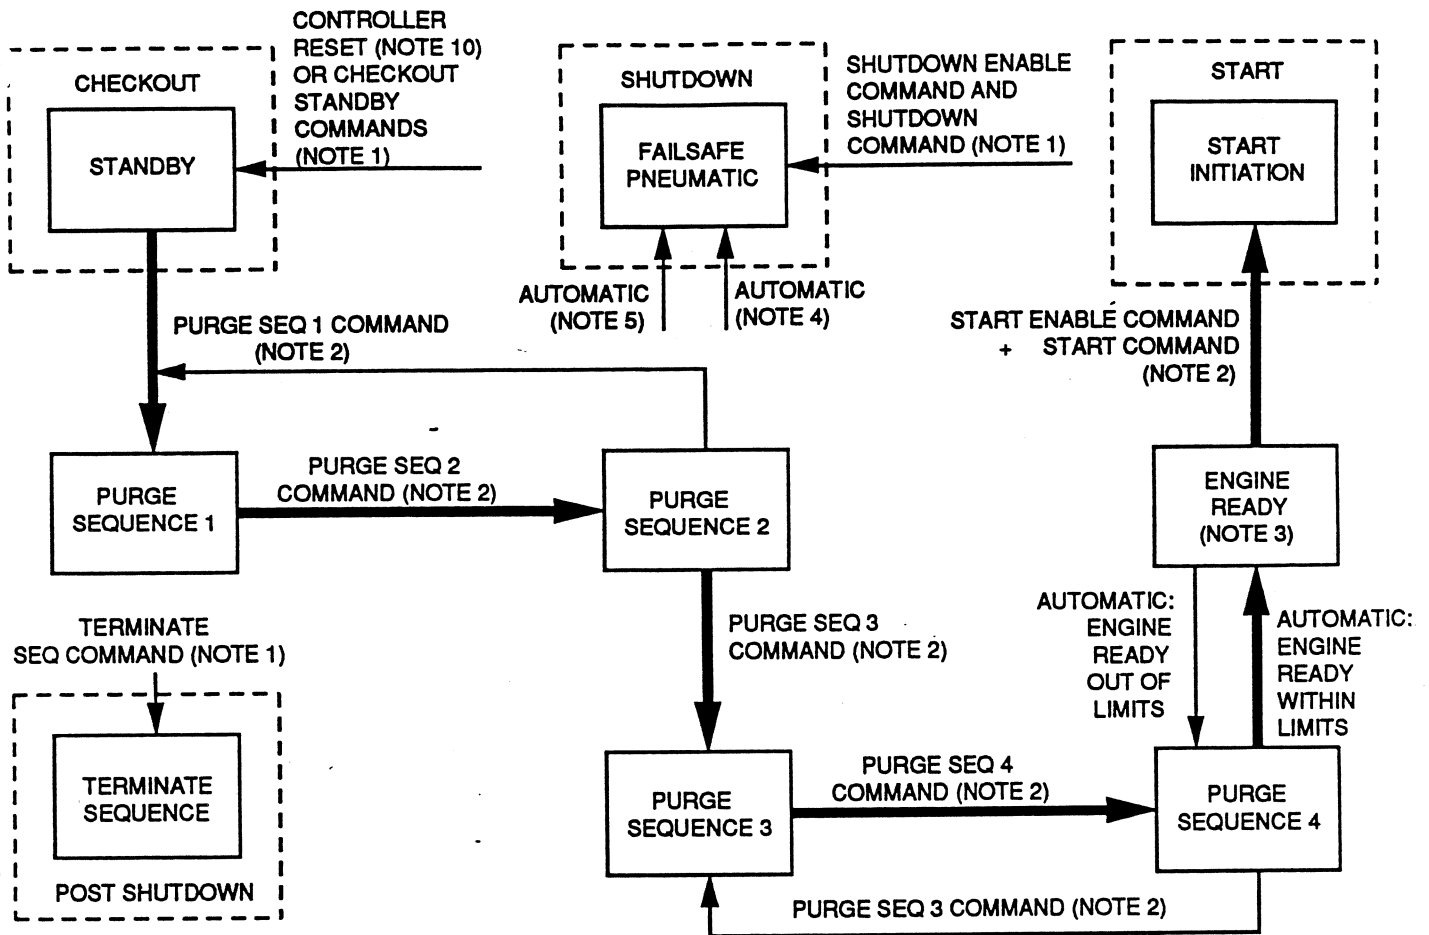 CONTROLLER
RESET (NOTE 10)
OR CHECKOUT
STANDBY
COMMANDS
(NOTE 1)
CHECKOUT
STANDBY
SHUTDOWN
FAILSAFE
PNEUMATIC
SHUTDOWN ENABLE
COMMAND AND
SHUTDOWN
COMMAND (NOTE 1)
START
START
INITIATION
AUTOMATIC
(NOTE 5)
AUTOMATIC
(NOTE 4)
PURGE SEQ 1 COMMAND
(NOTE 2)
START ENABLE COMMAND
+ START COMMAND
(NOTE 2)
PURGE
SEQUENCE 1
PURGE SEQ 2
COMMAND (NOTE 2)
PURGE
SEQUENCE 2
ENGINE
READY
(NOTE 3)
TERMINATE
SEQ COMMAND (NOTE 1)
PURGE SEQ 3
COMMAND (NOTE 2)
AUTOMATIC:
ENGINE
READY
OUT OF
LIMITS
AUTOMATIC:
ENGINE
READY
WITHIN
LIMITS
TERMINATE
SEQUENCE
POST SHUTDOWN
PURGE
SEQUENCE 3
PURGE SEQ 4
COMMAND (NOTE 2)
PURGE
SEQUENCE 4
PURGE SEQ 3 COMMAND (NOTE 2)